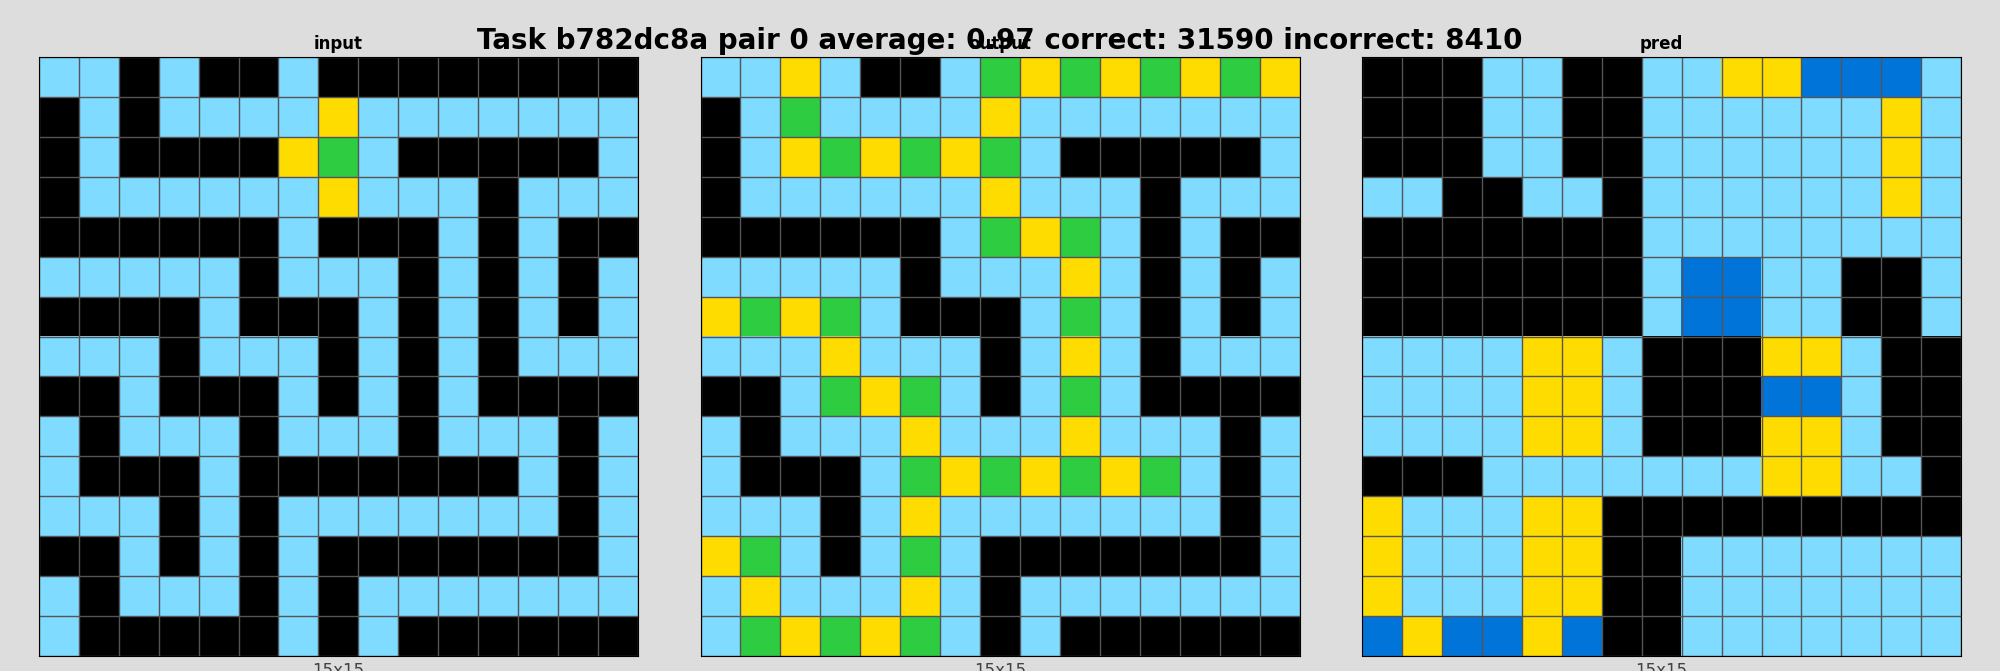 Task b782dc8a pair 0 average: 0.97 correct: 31590 incorrect: 8410
input
output
pred
15x15
15x15
15x15